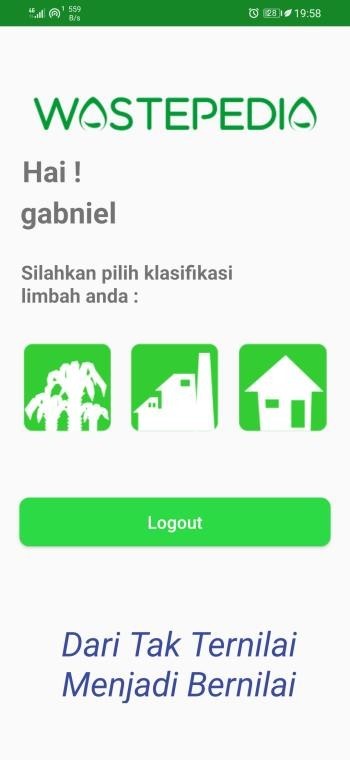 4G 1 559
B/s
28 19:58
WASTEPEDIA
Hai !
gabniel
Silahkan pilih klasifikasi
limbah anda :
Logout
Dari Tak Ternilai
Menjadi Bernilai